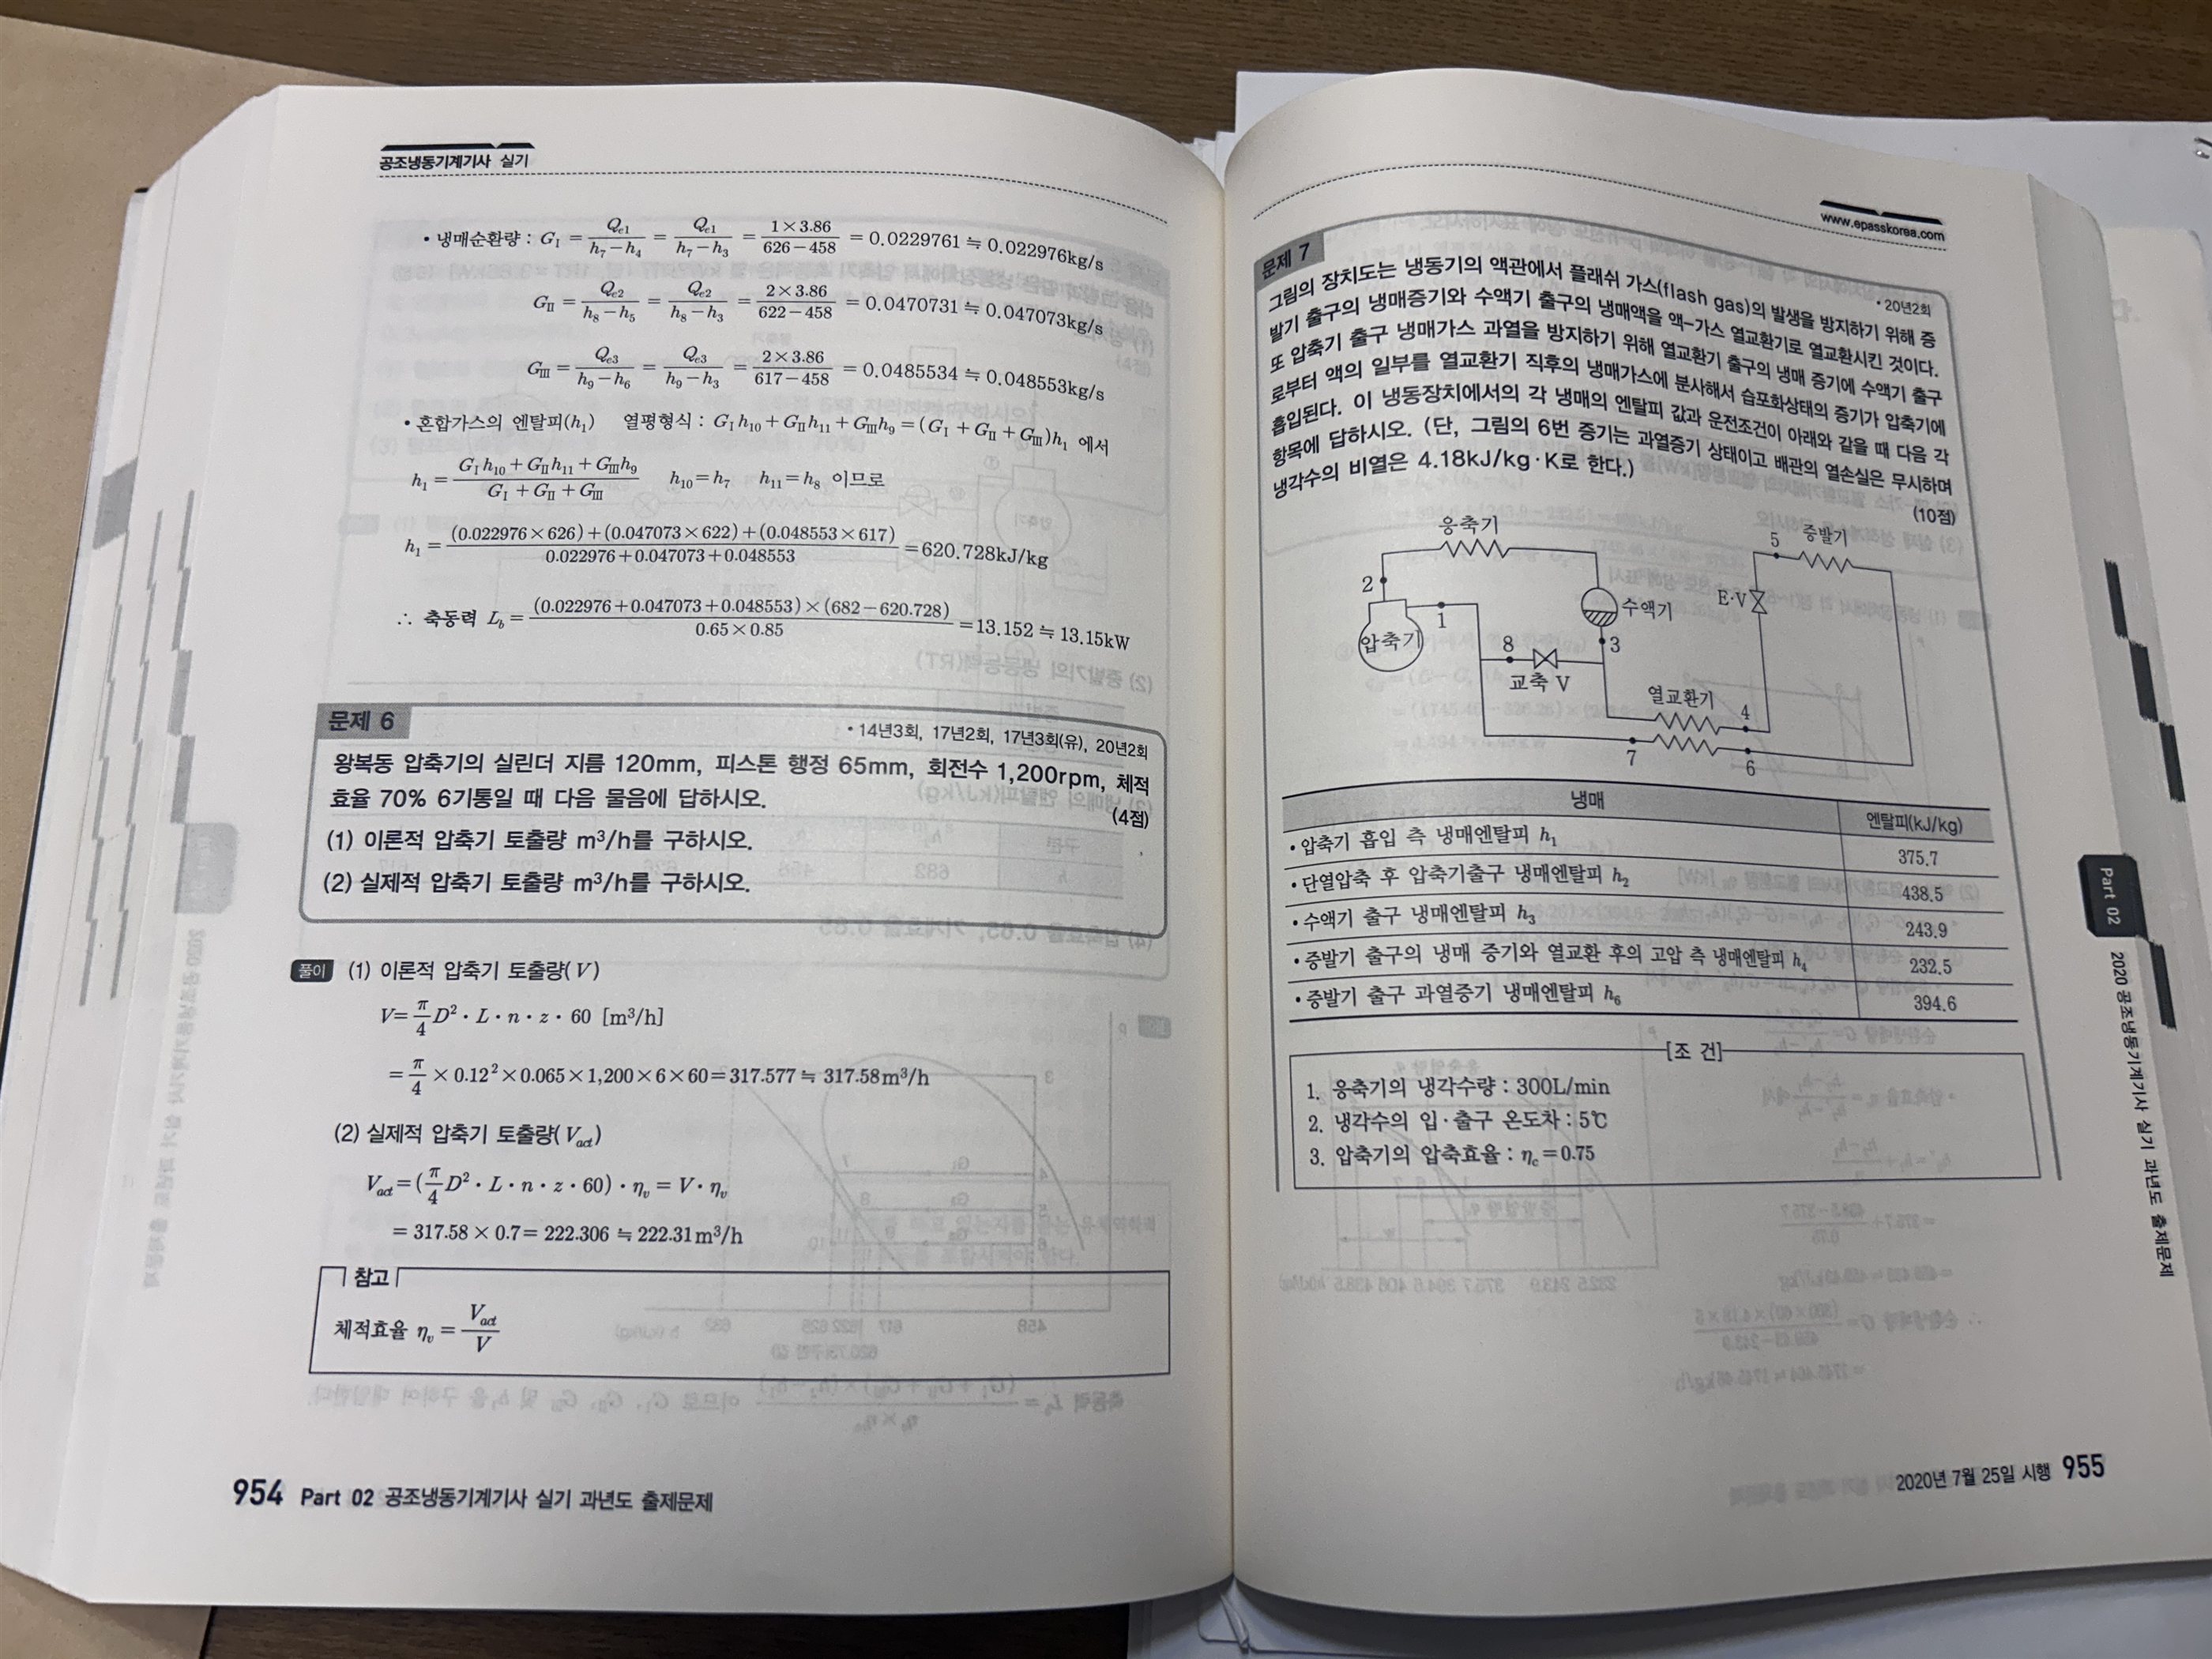 공조냉동기계기사 실기
• 냉매순환량 : G_Ⅰ = Q_e1/(h_7 − h_4) = Q_e1/(h_7 − h_3) = (1×3.86)/(626−458) = 0.0229761 ≒ 0.022976kg/s
G_Ⅱ = Q_e2/(h_8 − h_5) = Q_e2/(h_8 − h_3) = (2×3.86)/(622−458) = 0.0470731 ≒ 0.047073kg/s
G_Ⅲ = Q_e3/(h_9 − h_6) = Q_e3/(h_9 − h_3) = (2×3.86)/(617−458) = 0.0485534 ≒ 0.048553kg/s
• 혼합가스의 엔탈피(h_1) 열평형식 : G_Ⅰh_10 + G_Ⅱh_11 + G_Ⅲh_9 = (G_Ⅰ + G_Ⅱ + G_Ⅲ)h_1 에서
h_1 = (G_Ⅰh_10 + G_Ⅱh_11 + G_Ⅲh_9)/(G_Ⅰ + G_Ⅱ + G_Ⅲ) h_10 = h_7 h_11 = h_8 이므로
h_1 = ((0.022976×626)+(0.047073×622)+(0.048553×617))/(0.022976+0.047073+0.048553) = 620.728kJ/kg
∴ 축동력 L_b = ((0.022976+0.047073+0.048553)×(682−620.728))/(0.65×0.85) = 13.152 ≒ 13.15kW
문제 6
• 14년3회, 17년2회, 17년3회(유), 20년2회
왕복동 압축기의 실린더 지름 120mm, 피스톤 행정 65mm, 회전수 1,200rpm, 체적
효율 70% 6기통일 때 다음 물음에 답하시오.
(4점)
(1) 이론적 압축기 토출량 m³/h를 구하시오.
(2) 실제적 압축기 토출량 m³/h를 구하시오.
풀이 (1) 이론적 압축기 토출량(V)
V = π/4 D² · L · n · z · 60 [m³/h]
= π/4 × 0.12² × 0.065 × 1,200 × 6 × 60 = 317.577 ≒ 317.58m³/h
(2) 실제적 압축기 토출량(V_act)
V_act = (π/4 D² · L · n · z · 60) · η_v = V · η_v
= 317.58 × 0.7 = 222.306 ≒ 222.31m³/h
참고
체적효율 η_v = V_act/V
954 Part 02 공조냉동기계기사 실기 과년도 출제문제
www.epasskorea.com
문제 7
• 20년2회
그림의 장치도는 냉동기의 액관에서 플래쉬 가스(flash gas)의 발생을 방지하기 위해 증
발기 출구의 냉매증기와 수액기 출구의 냉매액을 액-가스 열교환기로 열교환시킨 것이다.
또 압축기 출구 냉매가스 과열을 방지하기 위해 열교환기 출구의 냉매 증기에 수액기 출구
로부터 액의 일부를 열교환기 직후의 냉매가스에 분사해서 습포화상태의 증기가 압축기에
흡입된다. 이 냉동장치에서의 각 냉매의 엔탈피 값과 운전조건이 아래와 같을 때 다음 각
항목에 답하시오. (단, 그림의 6번 증기는 과열증기 상태이고 배관의 열손실은 무시하며
냉각수의 비열은 4.18kJ/kg·K로 한다.)
(10점)
응축기
5
증발기
2
수액기
E·V
1
압축기
3
8
교축 V
열교환기
4
7
6
냉매 엔탈피(kJ/kg)
• 압축기 흡입 측 냉매엔탈피 h_1 375.7
• 단열압축 후 압축기출구 냉매엔탈피 h_2 438.5
• 수액기 출구 냉매엔탈피 h_3 243.9
• 증발기 출구의 냉매 증기와 열교환 후의 고압 측 냉매엔탈피 h_4 232.5
• 증발기 출구 과열증기 냉매엔탈피 h_6 394.6
[조 건]
1. 응축기의 냉각수량 : 300L/min
2. 냉각수의 입·출구 온도차 : 5℃
3. 압축기의 압축효율 : η_c = 0.75
Part 02
2020 공조냉동기계기사 실기 과년도 출제문제
2020년 7월 25일 시행 955